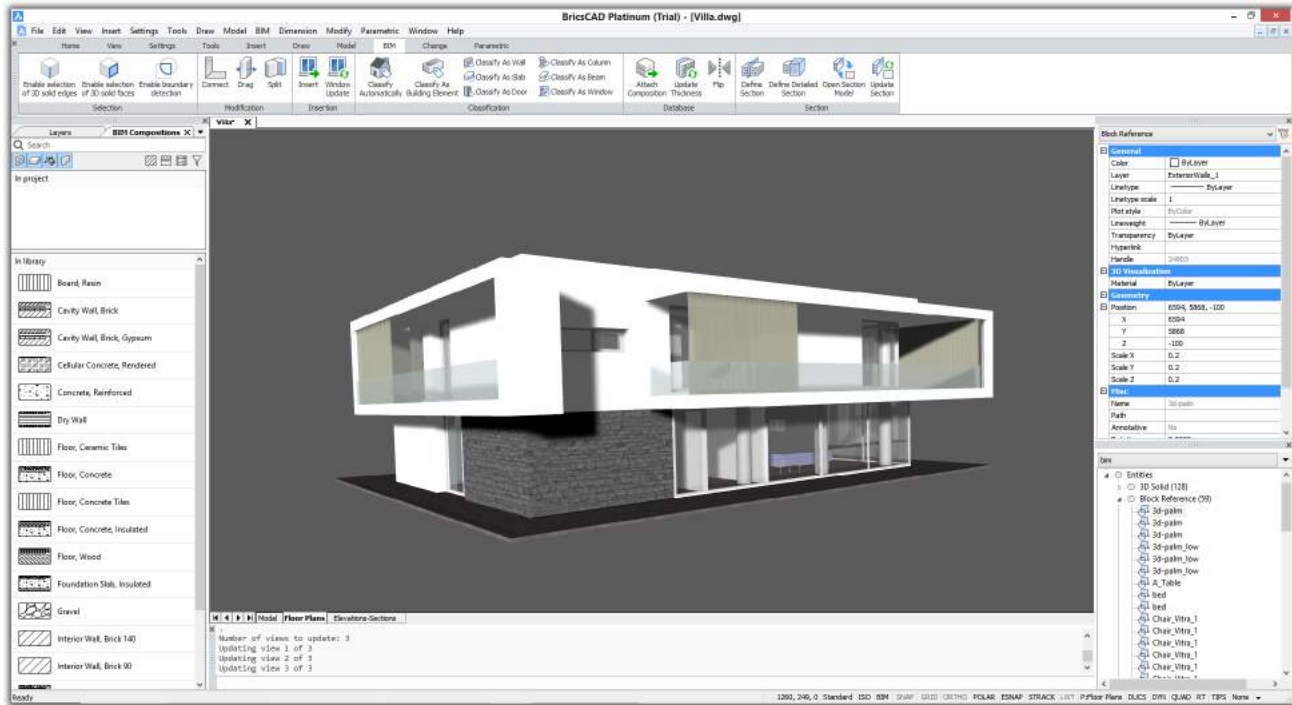 BricsCAD Platinum (Trial) - [Villa.dwg]
File Edit View Insert Settings Tools Draw Model BIM Dimension Modify Parametric Window Help
Home View Settings Tools Insert Draw Model BIM Change Parametric
Enable selection of 3D solid edges
Enable selection of 3D solid faces
Enable boundary detection
Selection
Connect Drag Split
Modification
Insert Window Update
Insertion
Classify Automatically
Classify As Building Element
Classify As Wall
Classify As Slab
Classify As Door
Classify As Column
Classify As Beam
Classify As Window
Classification
Attach Composition
Update Thickness
Flip
Database
Define Section
Define Detailed Section
Open Section Model
Update Section
Section
Layers BIM Compositions X
Search
In project
In library
Board, Resin
Cavity Wall, Brick
Cavity Wall, Brick, Gypsum
Cellular Concrete, Rendered
Concrete, Reinforced
Dry Wall
Floor, Ceramic Tiles
Floor, Concrete
Floor, Concrete Tiles
Floor, Concrete, Insulated
Floor, Wood
Foundation Slab, Insulated
Gravel
Interior Wall, Brick 140
Interior Wall, Brick 90
Model Floor Plans Elevations-Sections
Number of views to update: 3
Updating view 1 of 3
Updating view 2 of 3
Updating view 3 of 3
Block Reference
General
Color ByLayer
Layer ExteriorWalls_1
Linetype ByLayer
Linetype scale 1
Plot style ByColor
Lineweight ByLayer
Transparency ByLayer
Hyperlink
Handle
3D Visualization
Material ByLayer
Geometry
Position 6594, 5868, -100
X 6594
Y 5868
Z -100
Scale X 0.2
Scale Y 0.2
Scale Z 0.2
Misc
Name 3d-palm
Path
Annotative No
bim
Entities
3D Solid (128)
Block Reference (59)
3d-palm
3d-palm
3d-palm
3d-palm_low
3d-palm_low
3d-palm_low
A_Table
bed
bed
Chair_Vitra_1
Chair_Vitra_1
Chair_Vitra_1
Chair_Vitra_1
Chair_Vitra_1
Ready
1260, 249, 0 Standard ISO BIM SNAP GRID ORTHO POLAR ESNAP STRACK LWT P:Floor Plans DUCS DYN QUAD RT TIPS None